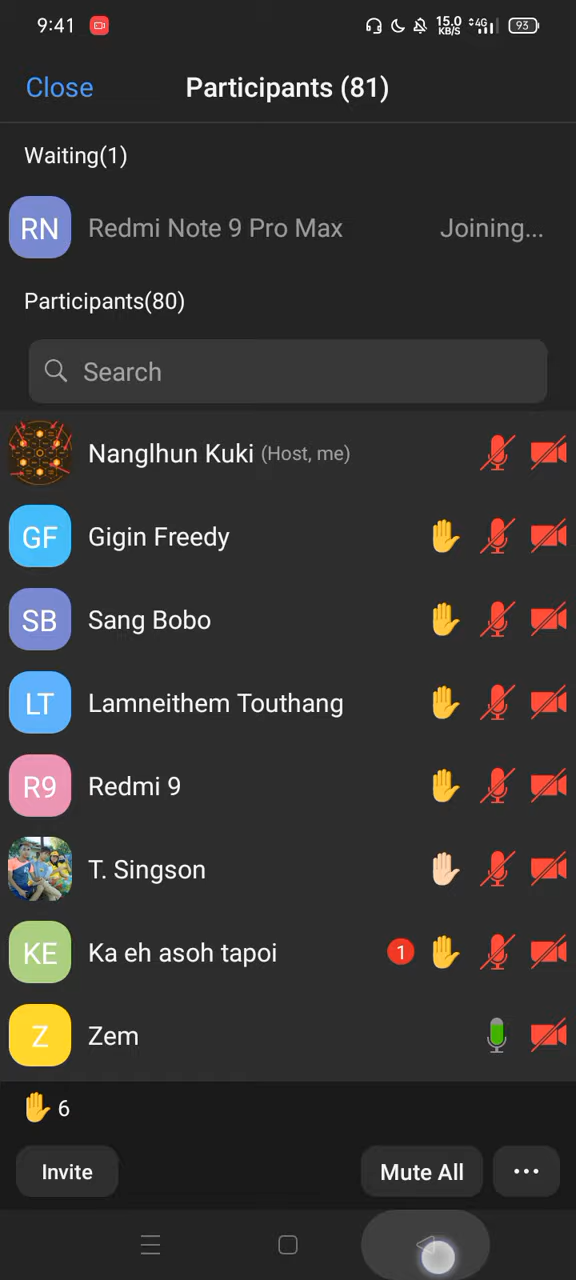 9:41 15.0 KB/S 4G 93
Close Participants (81)
Waiting(1)
RN Redmi Note 9 Pro Max Joining...
Participants(80)
Search
Nanglhun Kuki (Host, me)
GF Gigin Freedy
SB Sang Bobo
LT Lamneithem Touthang
R9 Redmi 9
T. Singson
KE Ka eh asoh tapoi 1
Z Zem
6
Invite Mute All ...